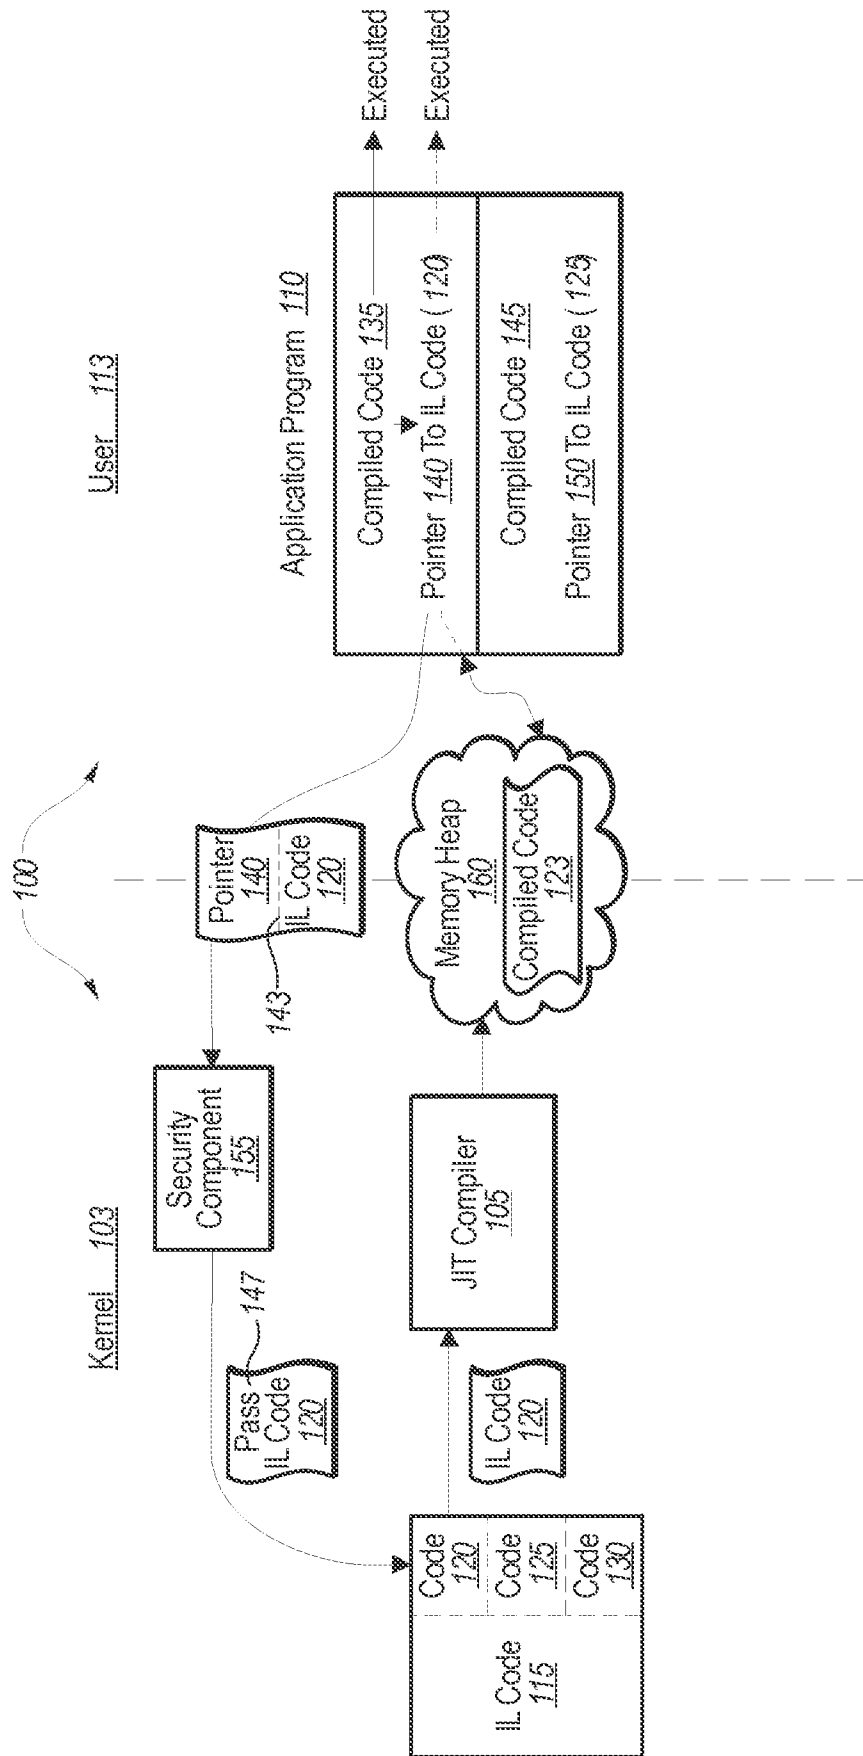 100
Kernel 103
User 113
Security
Component
155
Pointer
140
IL Code
120
143
Pass
IL Code
120
147
Application Program 110
Compiled Code 135
Pointer 140 To IL Code ( 120)
Compiled Code 145
Pointer 150 To IL Code ( 125)
Executed
Executed
IL Code
115
Code
120
Code
125
Code
130
IL Code
120
JIT Compiler
105
Memory Heap
160
Compiled Code
123